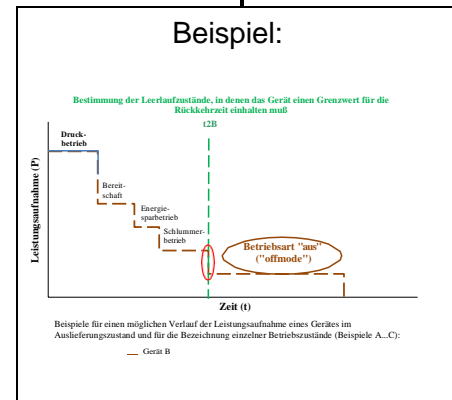 Beispiel:
Bestimmung der Leerlaufzustände, in denen das Gerät einen Grenzwert für die
Rückkehrzeit einhalten muß
t2B
Druck-
betrieb
Bereit-
schaft
Energie-
sparbetrieb
Schlummer-
betrieb
Betriebsart "aus"
("offmode")
Leistungsaufnahme (P)
Zeit (t)
Beispiele für einen möglichen Verlauf der Leistungsaufnahme eines Gerätes im
Auslieferungszustand und für die Bezeichnung einzelner Betriebszustände (Beispiele A...C):
Gerät B